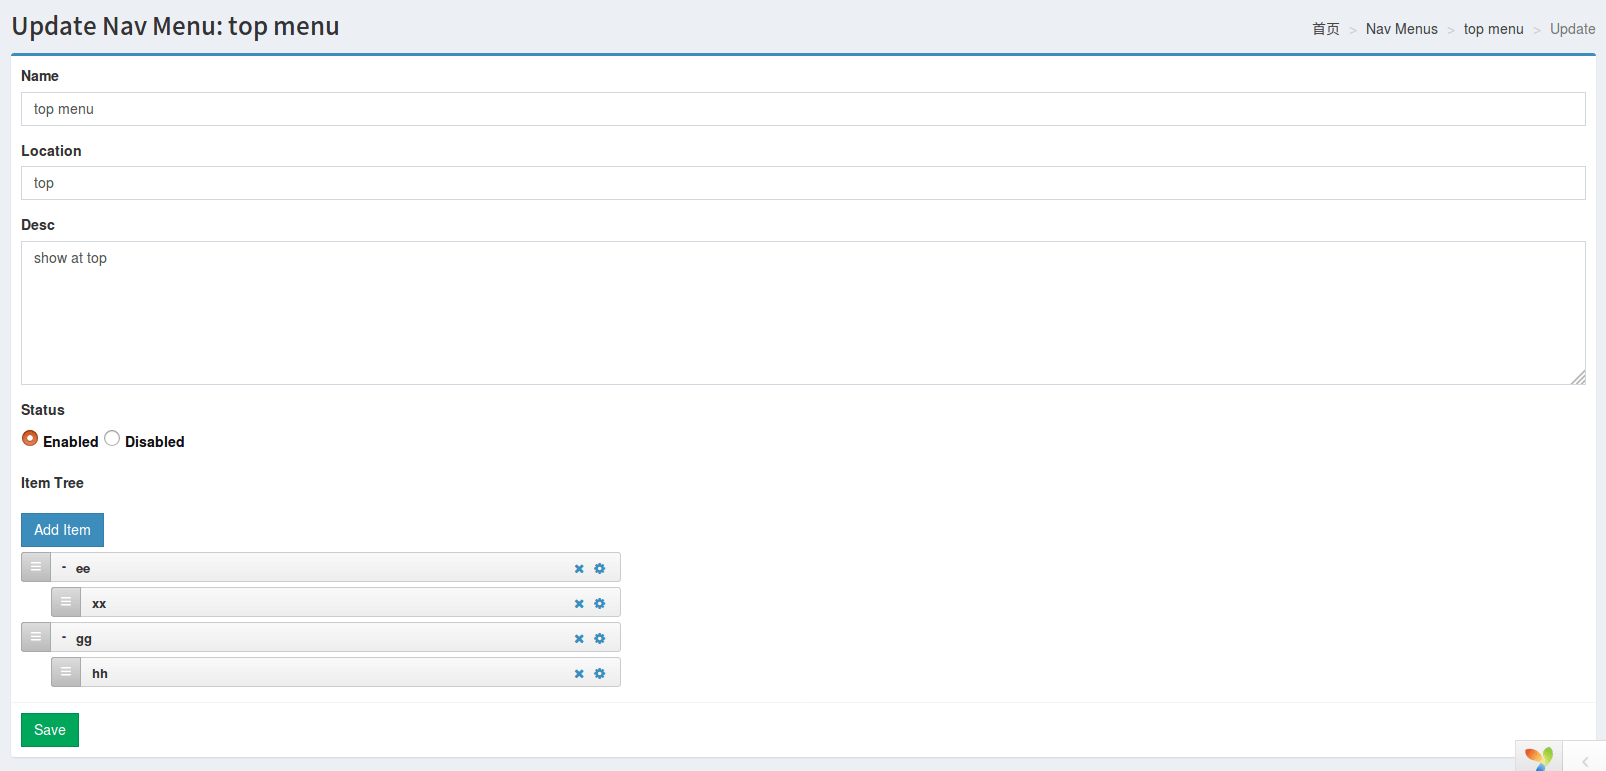 Update Nav Menu: top menu
首页 > Nav Menus > top menu > Update
Name
top menu
Location
top
Desc
show at top
Status
Enabled Disabled
Item Tree
Add Item
- ee
xx
- gg
hh
Save